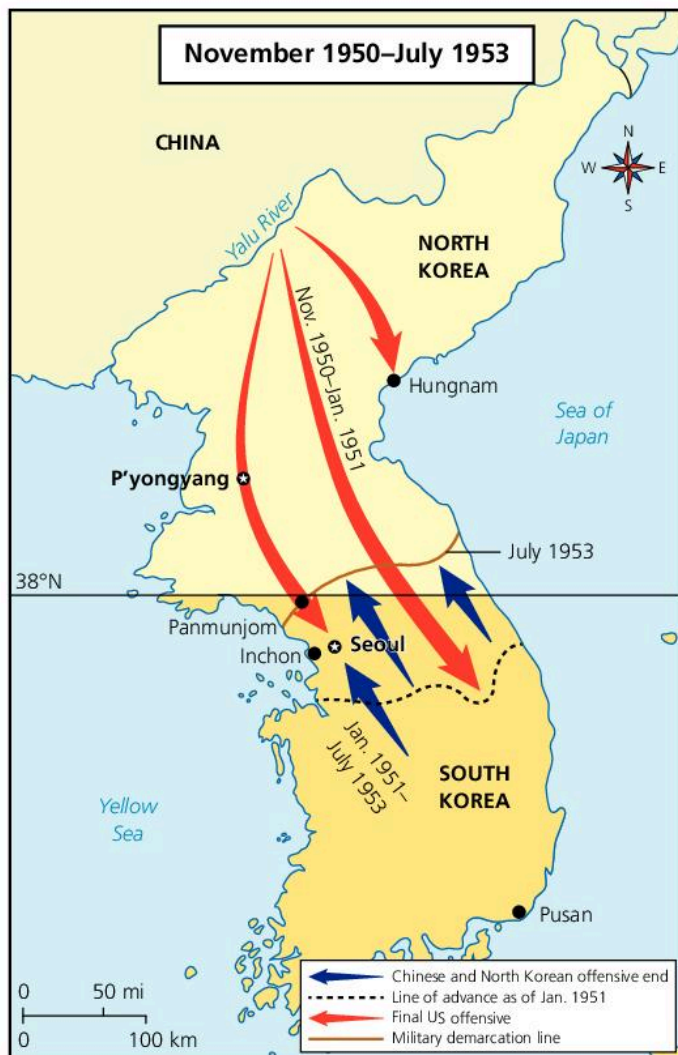 November 1950–July 1953
CHINA
N
W
E
S
Yalu River
NORTH
KOREA
Nov. 1950–Jan. 1951
Hungnam
Sea of
Japan
P'yongyang
July 1953
38°N
Panmunjom
Seoul
Inchon
Jan. 1951–
July 1953
SOUTH
KOREA
Yellow
Sea
Pusan
0 50 mi
0 100 km
Chinese and North Korean offensive end
Line of advance as of Jan. 1951
Final US offensive
Military demarcation line